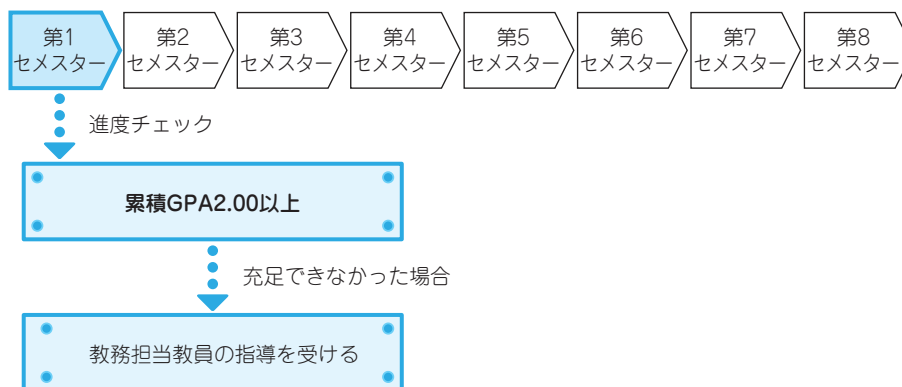 第1
セメスター
第2
セメスター
第3
セメスター
第4
セメスター
第5
セメスター
第6
セメスター
第7
セメスター
第8
セメスター
進度チェック
累積GPA2.00以上
充足できなかった場合
教務担当教員の指導を受ける